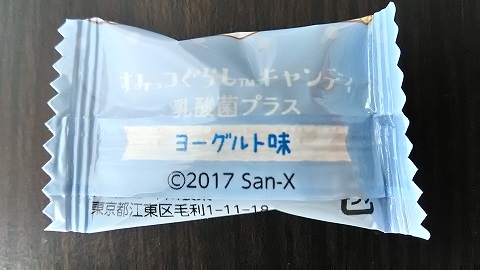 すみっコぐらし™キャンディ
乳酸菌プラス
ヨーグルト味
©2017 San-X
東京都江東区毛利1-11-19